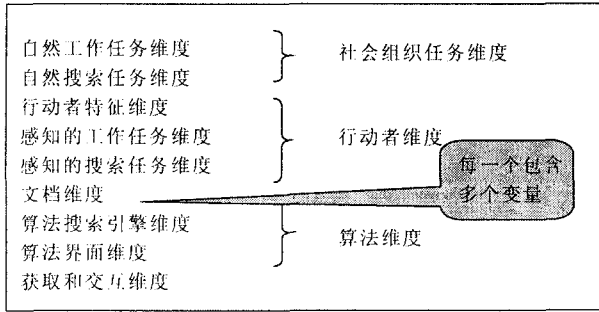 自然工作任务维度
自然搜索任务维度
社会组织任务维度
行动者特征维度
感知的工作任务维度
感知的搜索任务维度
行动者维度
每一个包含
多个变量
文档维度
算法搜索引擎维度
算法界面维度
算法维度
获取和交互维度